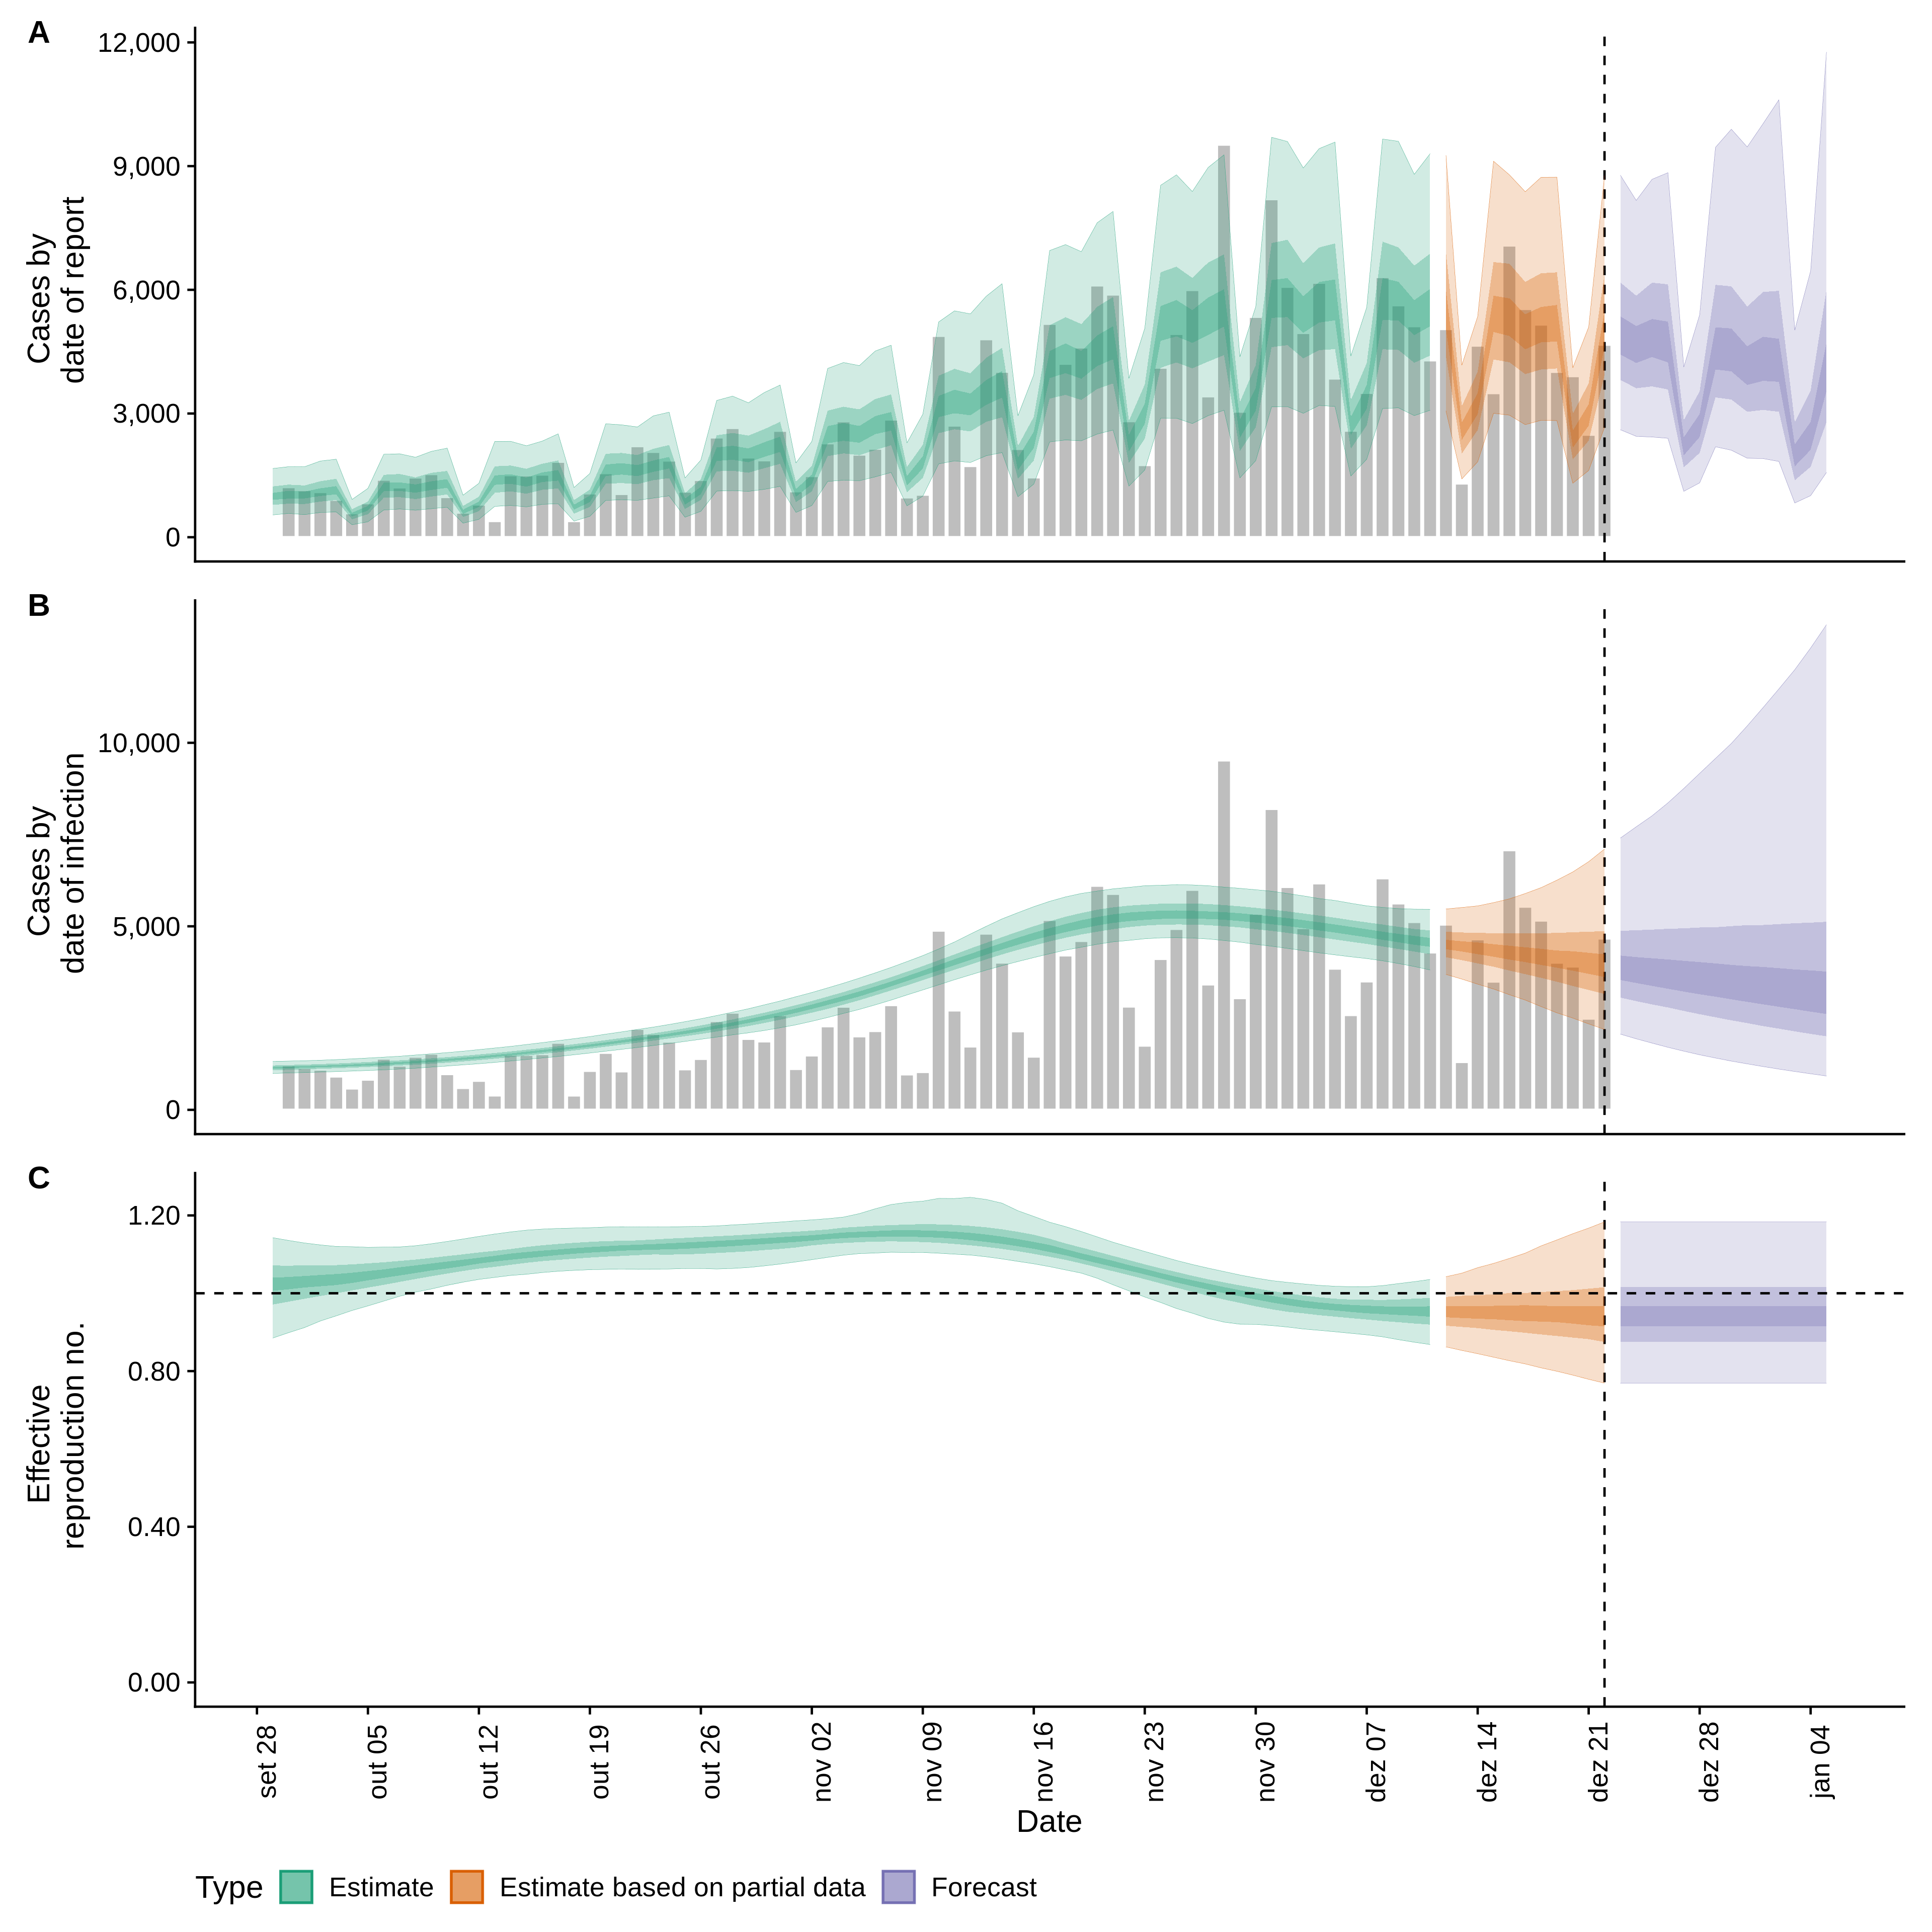 A
12,000
9,000
6,000
3,000
0
Cases by
date of report
B
10,000
5,000
0
Cases by
date of infection
C
1.20
0.80
0.40
0.00
Effective
reproduction no.
set 28
out 05
out 12
out 19
out 26
nov 02
nov 09
nov 16
nov 23
nov 30
dez 07
dez 14
dez 21
dez 28
jan 04
Date
Type
Estimate
Estimate based on partial data
Forecast